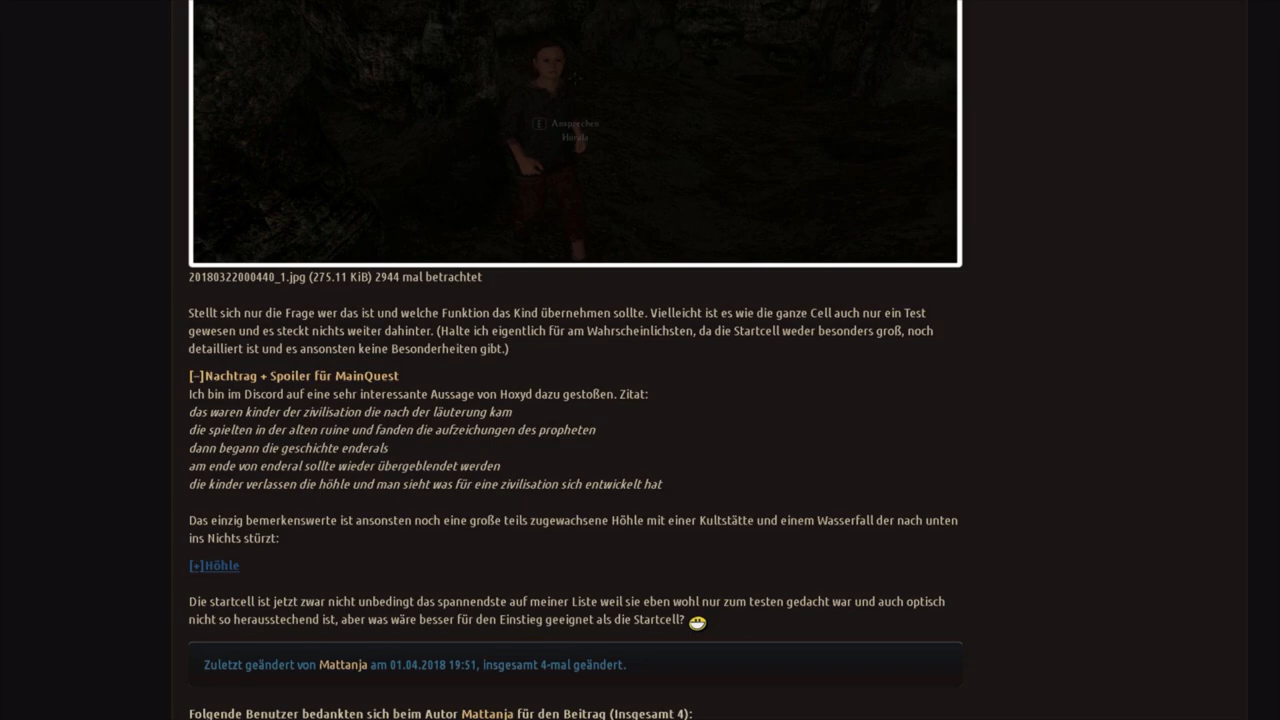 [E] Ansprechen
20180322000440_1.jpg (275.11 KiB) 2944 mal betrachtet
Stellt sich nur die Frage wer das ist und welche Funktion das Kind übernehmen sollte. Vielleicht ist es wie die ganze Cell auch nur ein Test
gewesen und es steckt nichts weiter dahinter. (Halte ich eigentlich für am Wahrscheinlichsten, da die Startcell weder besonders groß, noch
detailliert ist und es ansonsten keine Besonderheiten gibt.)
[−]Nachtrag + Spoiler für MainQuest
Ich bin im Discord auf eine sehr interessante Aussage von Hoxyd dazu gestoßen. Zitat:
das waren kinder der zivilisation die nach der läuterung kam
die spielten in der alten ruine und fanden die aufzeichungen des propheten
dann begann die geschichte enderals
am ende von enderal sollte wieder übergeblendet werden
die kinder verlassen die höhle und man sieht was für eine zivilisation sich entwickelt hat
Das einzig bemerkenswerte ist ansonsten noch eine große teils zugewachsene Höhle mit einer Kultstätte und einem Wasserfall der nach unten
ins Nichts stürzt:
[+]Höhle
Die startcell ist jetzt zwar nicht unbedingt das spannendste auf meiner Liste weil sie eben wohl nur zum testen gedacht war und auch optisch
nicht so herausstechend ist, aber was wäre besser für den Einstieg geeignet als die Startcell?
Zuletzt geändert von Mattanja am 01.04.2018 19:51, insgesamt 4-mal geändert.
Folgende Benutzer bedankten sich beim Autor Mattanja für den Beitrag (Insgesamt 4):